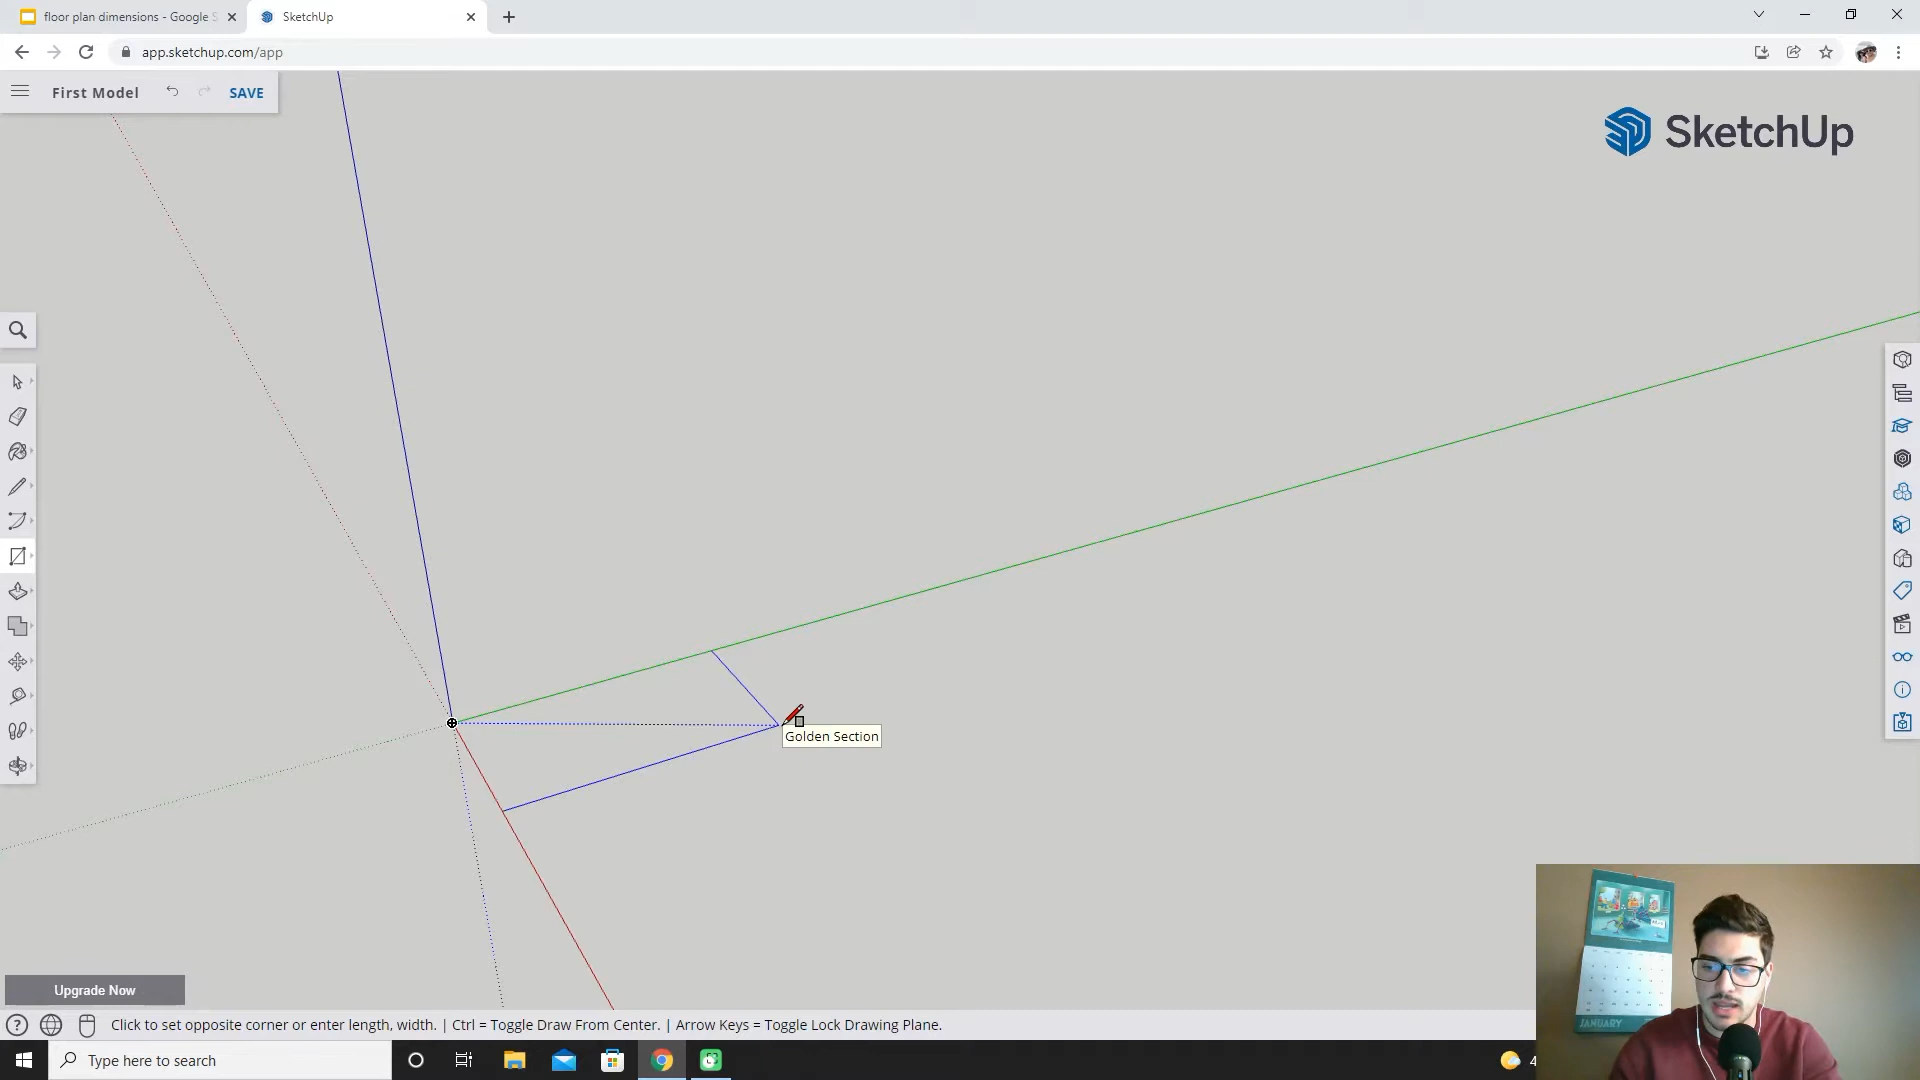 floor plan dimensions - Google S
SketchUp
app.sketchup.com/app
First Model
SAVE
SketchUp
Golden Section
Upgrade Now
Click to set opposite corner or enter length, width. | Ctrl = Toggle Draw From Center. | Arrow Keys = Toggle Lock Drawing Plane.
JANUARY
Type here to search
4